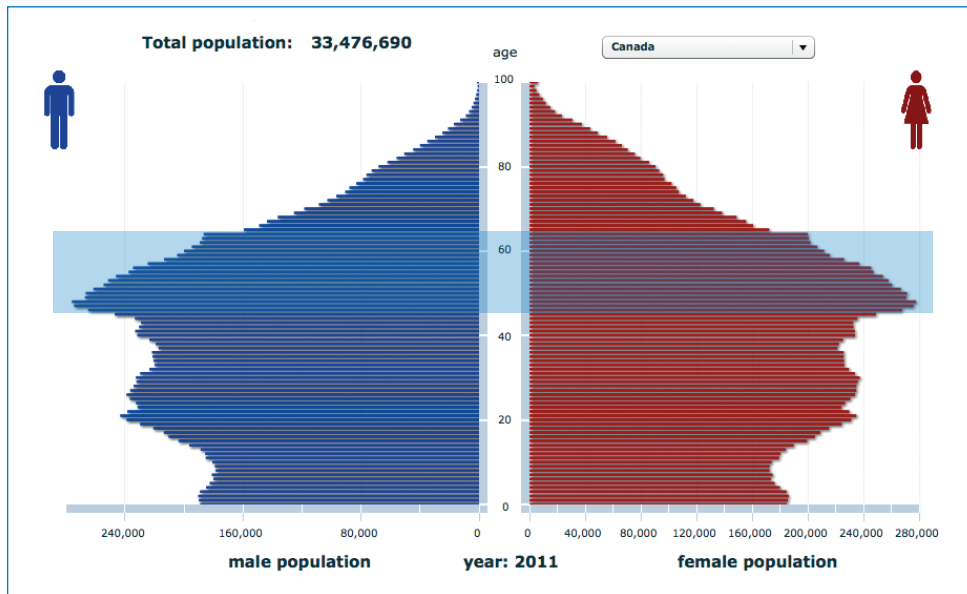 Total population: 33,476,690
age
Canada
100
80
60
40
20
0
240,000 160,000 80,000 0
0 40,000 80,000 120,000 160,000 200,000 240,000 280,000
male population year: 2011 female population